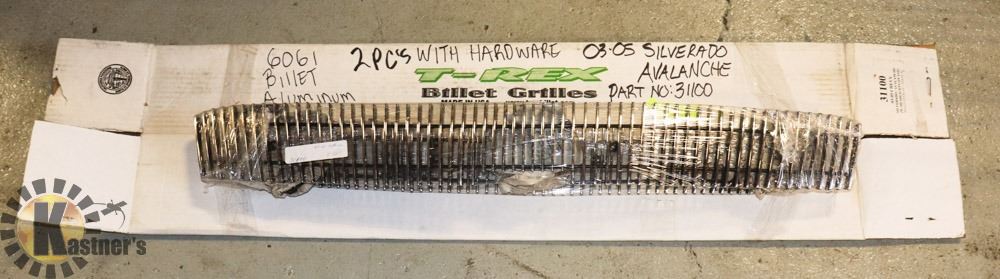 6061
BILLET
Aluminum
2 PC'S WITH HARDWARE
03-05 SILVERADO
AVALANCHE
PART NO: 31100
T-REX
Billet Grilles
MADE IN USA
31100
Kastner's